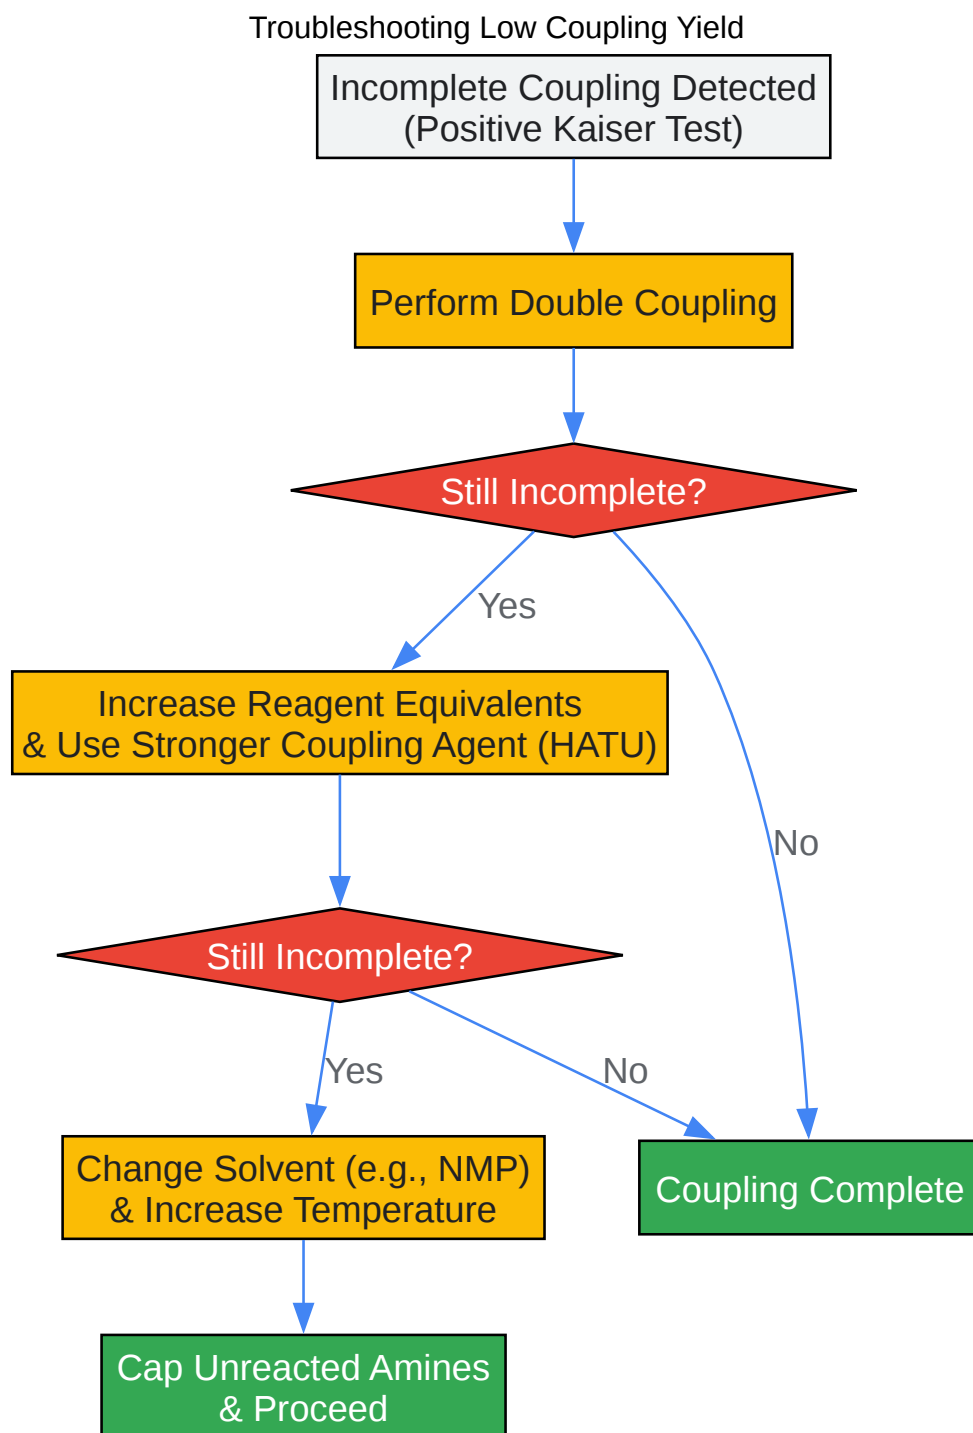 Troubleshooting Low Coupling Yield
Incomplete Coupling Detected
(Positive Kaiser Test)
Perform Double Coupling
Still Incomplete?
Yes
Increase Reagent Equivalents
& Use Stronger Coupling Agent (HATU)
No
Still Incomplete?
Yes
No
Change Solvent (e.g., NMP)
& Increase Temperature
Coupling Complete
Cap Unreacted Amines
& Proceed